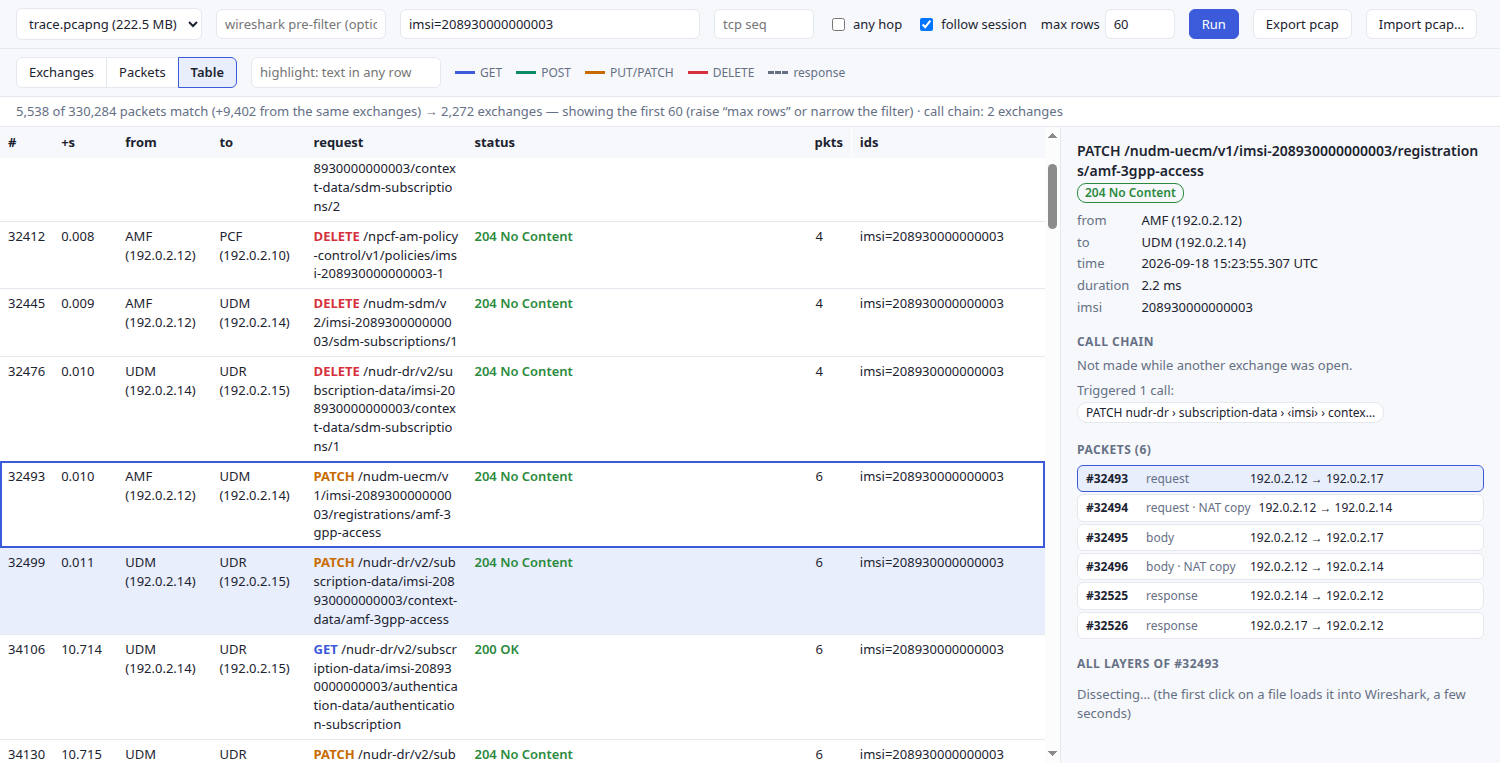 trace.pcapng (222.5 MB) wireshark pre-filter (optic imsi=208930000000003 tcp seq any hop follow session max rows 60 Run Export pcap Import pcap...
Exchanges Packets Table highlight: text in any row GET POST PUT/PATCH DELETE response
5,538 of 330,284 packets match (+9,402 from the same exchanges) → 2,272 exchanges — showing the first 60 (raise “max rows” or narrow the filter) · call chain: 2 exchanges
# +s from to request status pkts ids
8930000000003/contex
t-data/sdm-subscriptio
ns/2
32412 0.008 AMF PCF DELETE /npcf-am-policy 204 No Content 4 imsi=208930000000003
(192.0.2.12) (192.0.2.10) -control/v1/policies/ims
i-208930000000003-1
32445 0.009 AMF UDM DELETE /nudm-sdm/v 204 No Content 4 imsi=208930000000003
(192.0.2.12) (192.0.2.14) 2/imsi-2089300000000
03/sdm-subscriptions/1
32476 0.010 UDM UDR DELETE /nudr-dr/v2/su 204 No Content 4 imsi=208930000000003
(192.0.2.14) (192.0.2.15) bscription-data/imsi-20
8930000000003/contex
t-data/sdm-subscriptio
ns/1
32493 0.010 AMF UDM PATCH /nudm-uecm/v 204 No Content 6 imsi=208930000000003
(192.0.2.12) (192.0.2.14) 1/imsi-2089300000000
03/registrations/amf-3
gpp-access
32499 0.011 UDM UDR PATCH /nudr-dr/v2/sub 204 No Content 6 imsi=208930000000003
(192.0.2.14) (192.0.2.15) scription-data/imsi-208
930000000003/context-
data/amf-3gpp-access
34106 10.714 UDM UDR GET /nudr-dr/v2/subscr 200 OK 6 imsi=208930000000003
(192.0.2.14) (192.0.2.15) iption-data/imsi-20893
0000000003/authentica
tion-data/authenticatio
n-subscription
34130 10.715 UDM UDR PATCH /nudr-dr/v2/sub 204 No Content 6 imsi=208930000000003
PATCH /nudm-uecm/v1/imsi-208930000000003/registration
s/amf-3gpp-access
204 No Content
from AMF (192.0.2.12)
to UDM (192.0.2.14)
time 2026-09-18 15:23:55.307 UTC
duration 2.2 ms
imsi 208930000000003
CALL CHAIN
Not made while another exchange was open.
Triggered 1 call:
PATCH nudr-dr › subscription-data › ‹imsi› › contex...
PACKETS (6)
#32493 request 192.0.2.12 → 192.0.2.17
#32494 request · NAT copy 192.0.2.12 → 192.0.2.14
#32495 body 192.0.2.12 → 192.0.2.17
#32496 body · NAT copy 192.0.2.12 → 192.0.2.14
#32525 response 192.0.2.14 → 192.0.2.12
#32526 response 192.0.2.17 → 192.0.2.12
ALL LAYERS OF #32493
Dissecting... (the first click on a file loads it into Wireshark, a few
seconds)